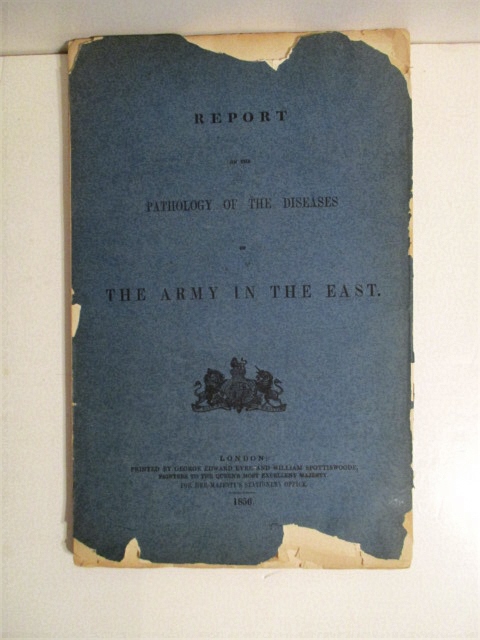 REPORT
ON THE
PATHOLOGY OF THE DISEASES
OF
THE ARMY IN THE EAST.
LONDON:
PRINTED BY GEORGE EDWARD EYRE AND WILLIAM SPOTTISWOODE,
PRINTERS TO THE QUEEN'S MOST EXCELLENT MAJESTY.
FOR HER MAJESTY'S STATIONERY OFFICE.
1856.